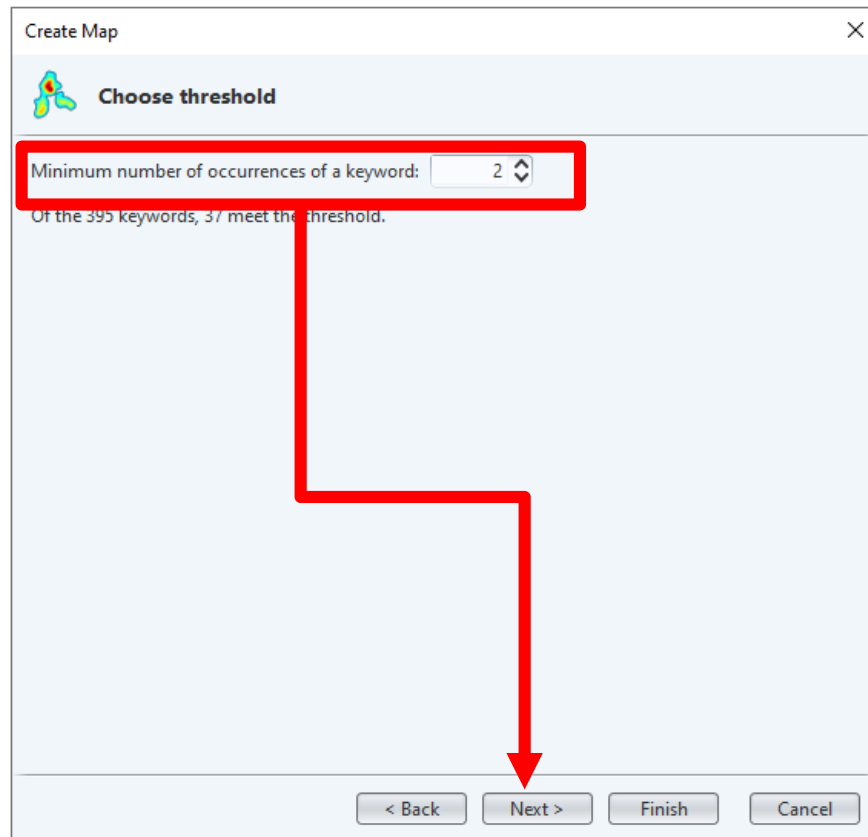 Create Map
Choose threshold
Minimum number of occurrences of a keyword: 2
Of the 395 keywords, 37 meet the threshold.
< Back Next > Finish Cancel